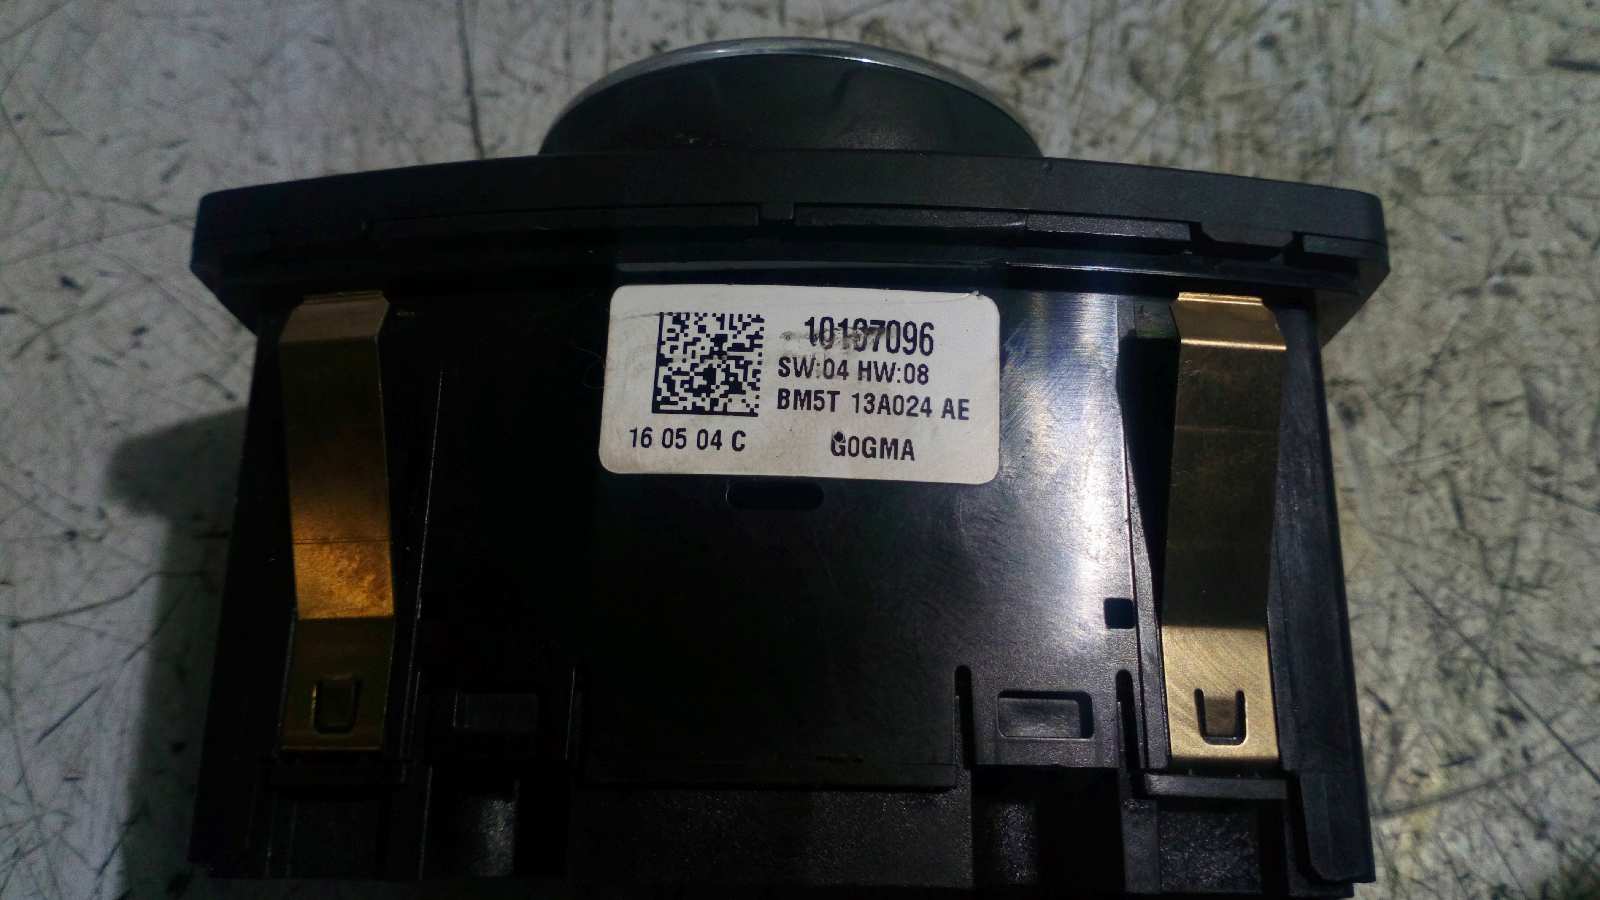 10107096
SW:04 HW:08
BM5T 13A024 AE
16 05 04 C G0GMA